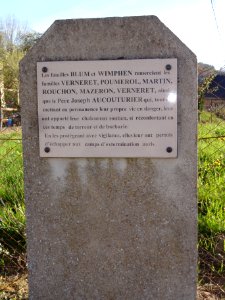 Les familles BLUM et WIMPHEN remercient les
familles VERNERET, POUMEROL, MARTIN,
ROUCHON, MAZERON, VERNERET, ainsi
que le Père Joseph AUCOUTURIER qui, tout
mettant en permanence leur propre vie en danger, leur
ont apporté leur chaleureux soutien, et réconfortant en
ces temps de terreur et de barbarie.
En les protégeant avec vigilance, elles leur ont permis
d'échapper aux camps d'extermination nazis.